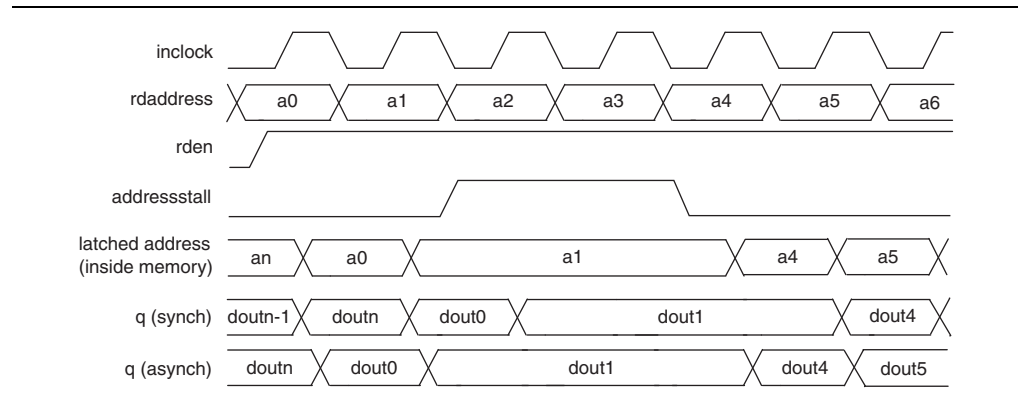 inclock
rdaddress a0 a1 a2 a3 a4 a5 a6
rden
addressstall
latched address
(inside memory) an a0 a1 a4 a5
q (synch) doutn-1 doutn dout0 dout1 dout4
q (asynch) doutn dout0 dout1 dout4 dout5